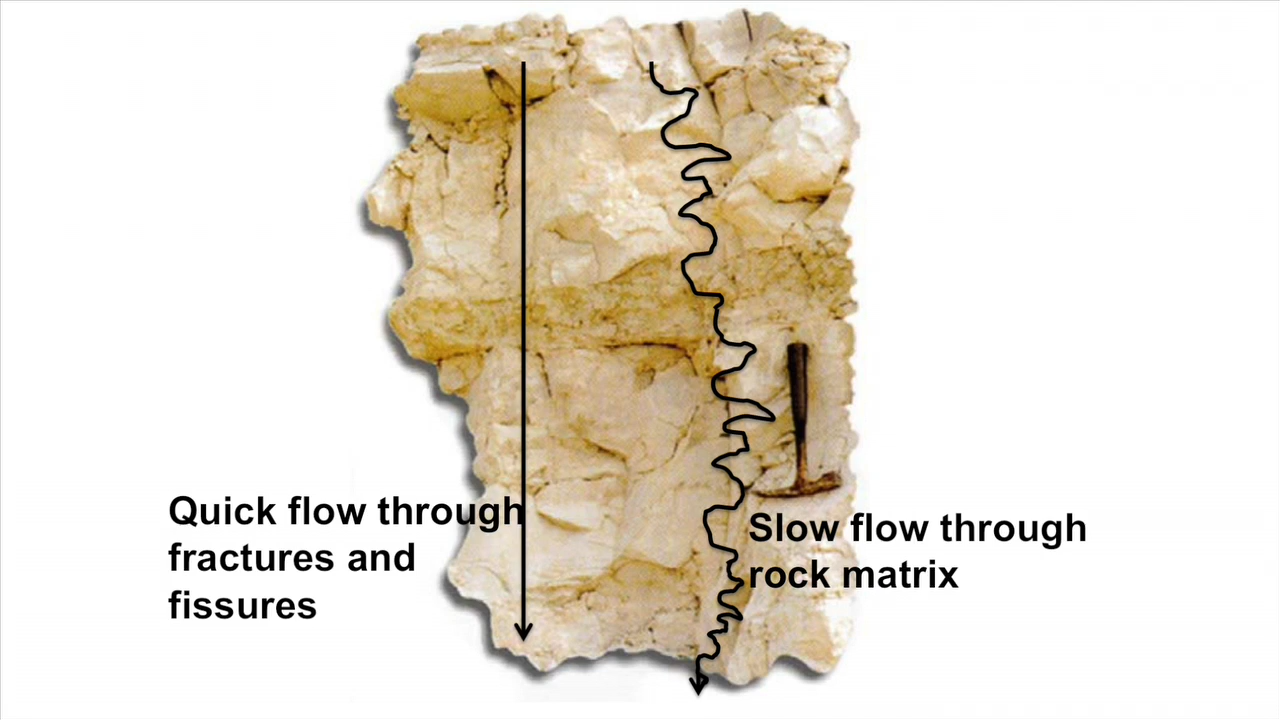 Quick flow through
fractures and
fissures
Slow flow through
rock matrix